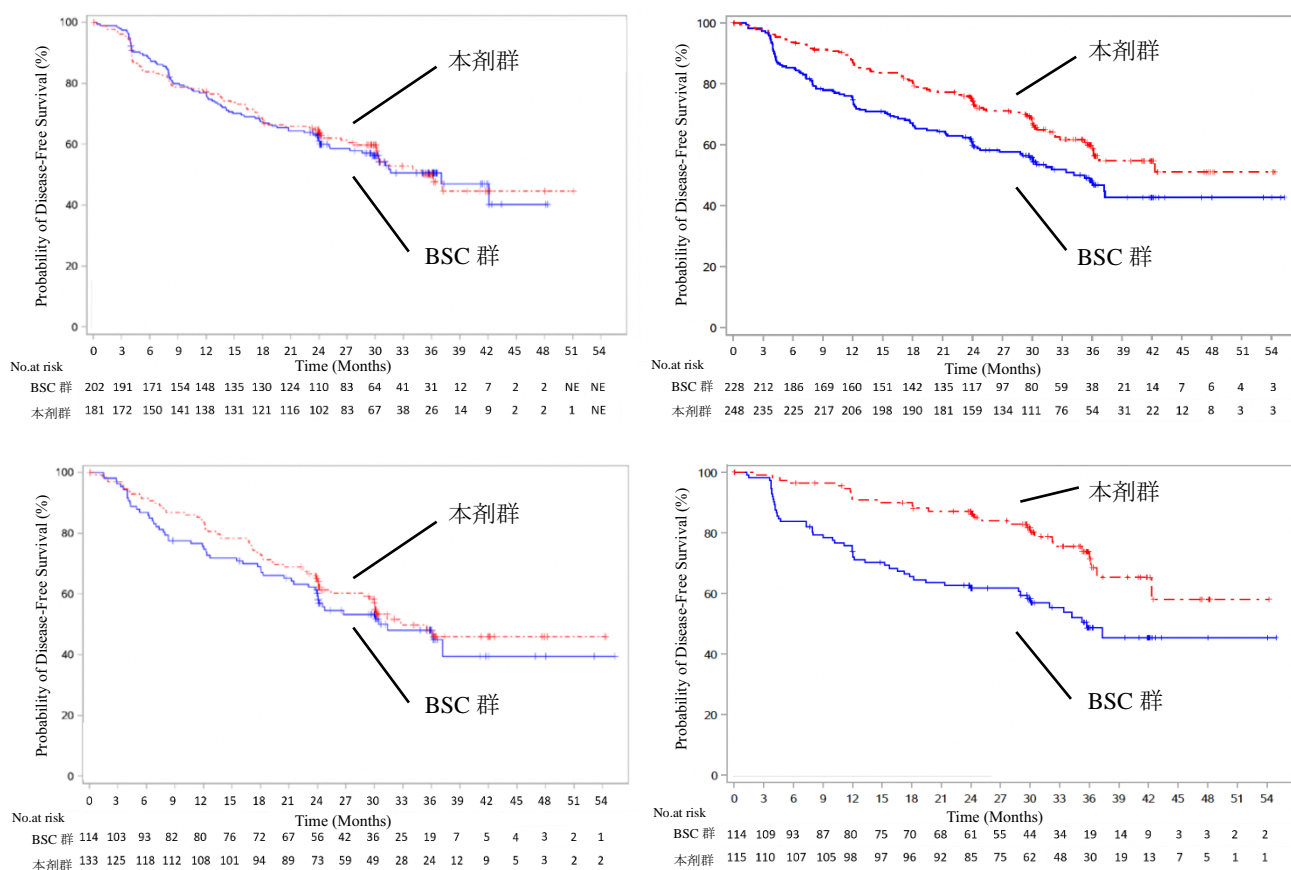 Probability of Disease-Free Survival (%)
100
80
60
40
20
0
本剤群
BSC 群
0 3 6 9 12 15 18 21 24 27 30 33 36 39 42 45 48 51 54
Time (Months)
No.at risk
BSC 群 202 191 171 154 148 135 130 124 110 83 64 41 31 12 7 2 2 NE NE
本剤群 181 172 150 141 138 131 121 116 102 83 67 38 26 14 9 2 2 1 NE
Probability of Disease-Free Survival (%)
100
80
60
40
20
0
本剤群
BSC 群
0 3 6 9 12 15 18 21 24 27 30 33 36 39 42 45 48 51 54
Time (Months)
No.at risk
BSC 群 228 212 186 169 160 151 142 135 117 97 80 59 38 21 14 7 6 4 3
本剤群 248 235 225 217 206 198 190 181 159 134 111 76 54 31 22 12 8 3 3
Probability of Disease-Free Survival (%)
100
80
60
40
20
0
本剤群
BSC 群
0 3 6 9 12 15 18 21 24 27 30 33 36 39 42 45 48 51 54
Time (Months)
No.at risk
BSC 群 114 103 93 82 80 76 72 67 56 42 36 25 19 7 5 4 3 2 1
本剤群 133 125 118 112 108 101 94 89 73 59 49 28 24 12 9 5 3 2 2
Probability of Disease-Free Survival (%)
100
80
60
40
20
0
本剤群
BSC 群
0 3 6 9 12 15 18 21 24 27 30 33 36 39 42 45 48 51 54
Time (Months)
No.at risk
BSC 群 114 109 93 87 80 75 70 68 61 55 44 34 19 14 9 3 3 2 2
本剤群 115 110 107 105 98 97 96 92 85 75 62 48 30 19 13 7 5 1 1